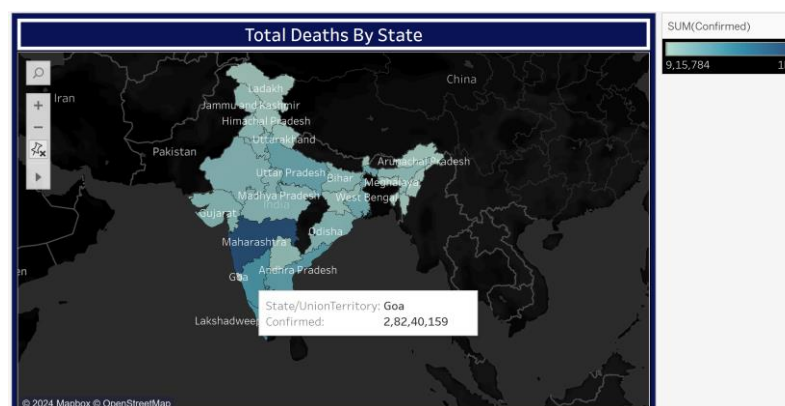 Total Deaths By State
SUM(Confirmed)
9,15,784
Iran
China
Pakistan
Ladakh
Jammu and Kashmir
Himachal Pradesh
Uttarakhand
Arunachal Pradesh
Uttar Pradesh
Bihar
Meghalaya
Madhya Pradesh
West Bengal
India
Gujarat
Odisha
Maharashtra
Goa
Andhra Pradesh
Lakshadweep
State/UnionTerritory: Goa
Confirmed: 2,82,40,159
© 2024 Mapbox © OpenStreetMap